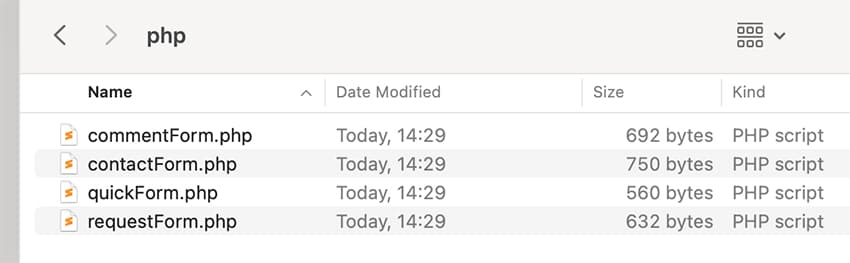 php
Name Date Modified Size Kind
commentForm.php Today, 14:29 692 bytes PHP script
contactForm.php Today, 14:29 750 bytes PHP script
quickForm.php Today, 14:29 560 bytes PHP script
requestForm.php Today, 14:29 632 bytes PHP script